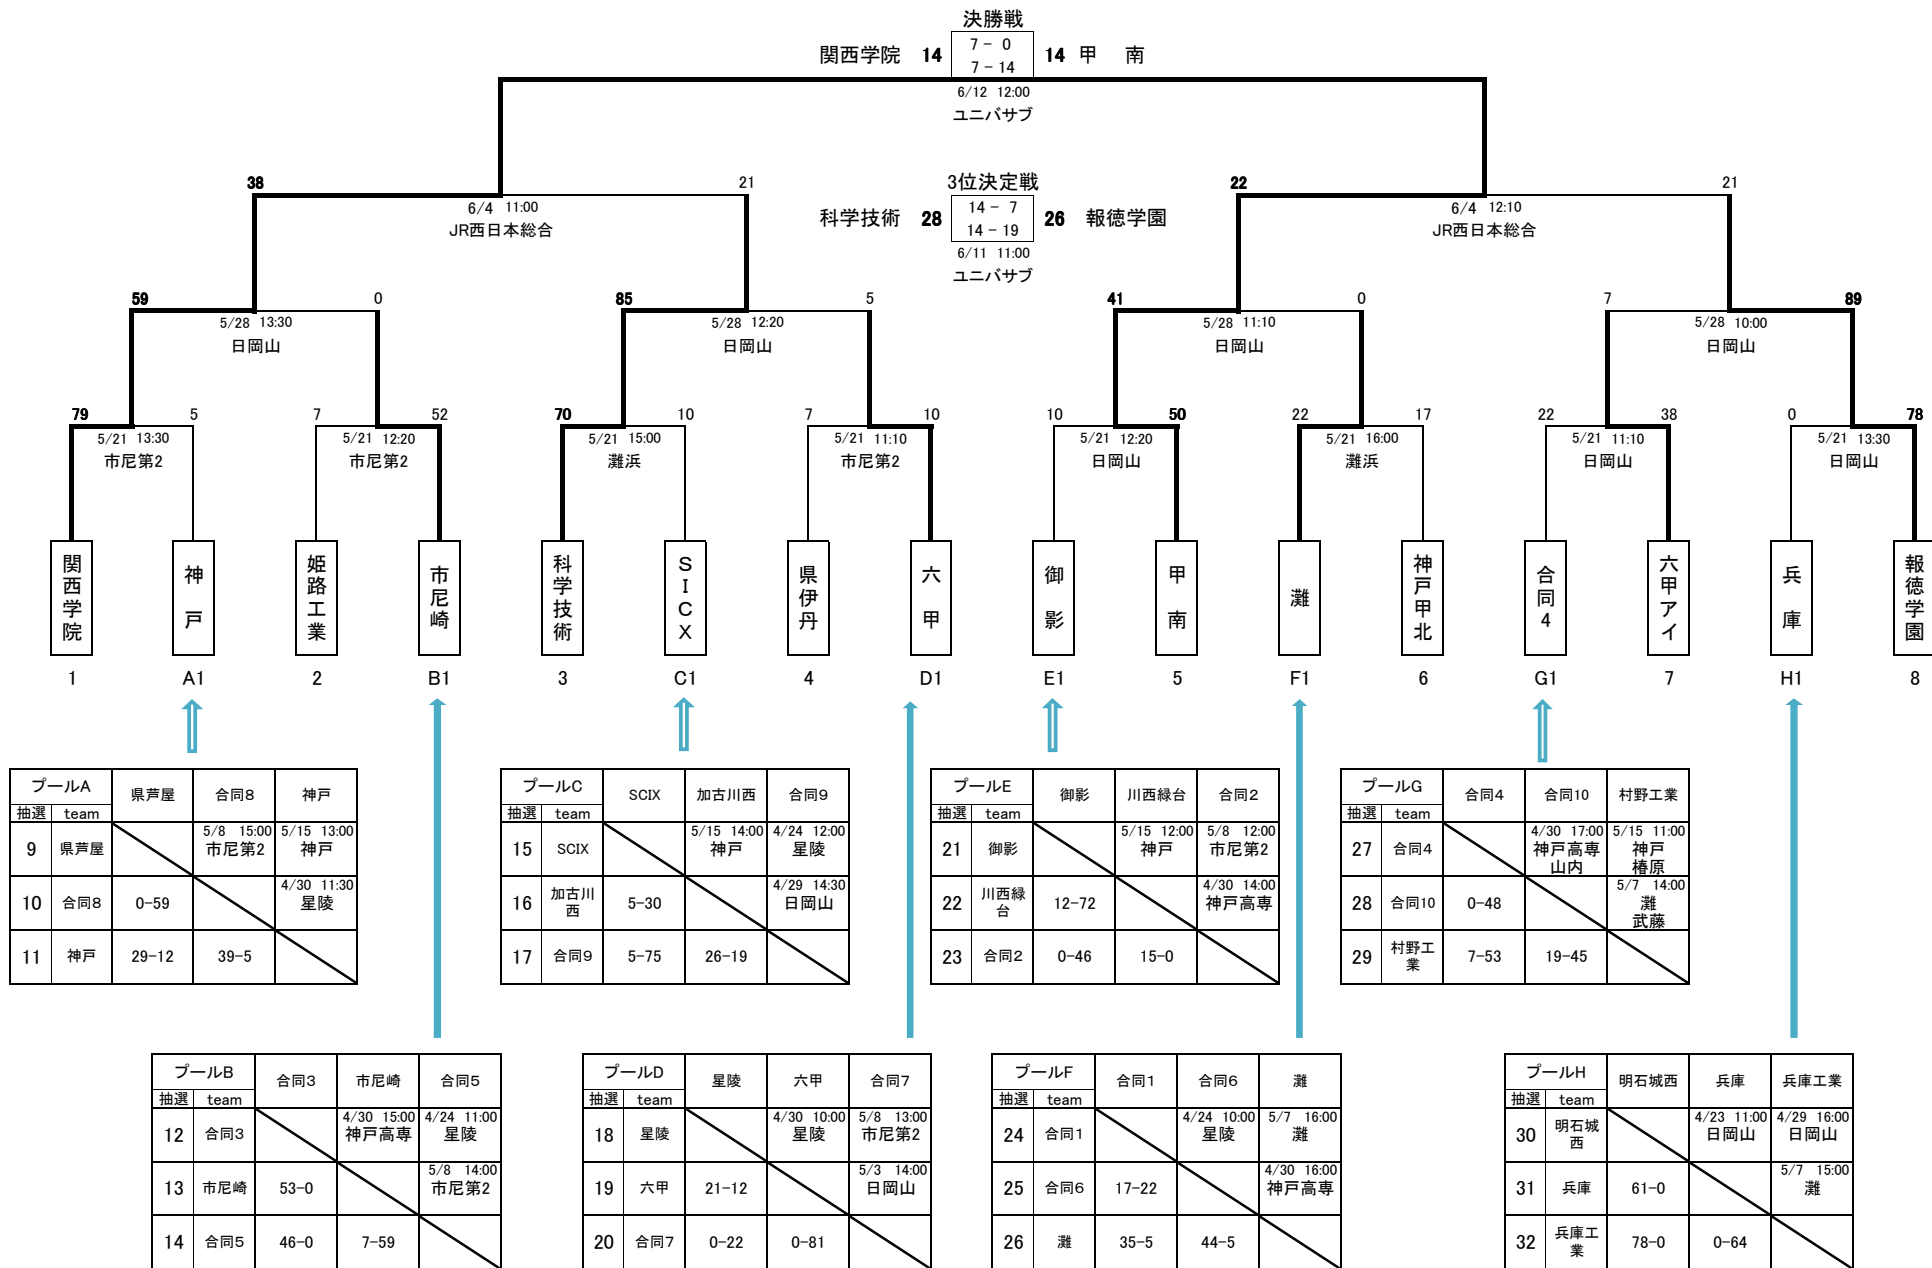 決勝戦
関西学院 14 7 - 0 14 甲 南
7 - 14
6/12 12:00
ユニバサブ
38 21 3位決定戦 22 21
科学技術 28 14 - 7 26 報徳学園
14 - 19
6/4 11:00 6/11 11:00 6/4 12:10
JR西日本総合 ユニバサブ JR西日本総合
59 0 85 5 41 0 7 89
5/28 13:30 5/28 12:20 5/28 11:10 5/28 10:00
日岡山 日岡山 日岡山 日岡山
79 5 7 52 70 10 7 10 10 50 22 17 22 38 0 78
5/21 13:30 5/21 12:20 5/21 15:00 5/21 11:10 5/21 12:20 5/21 16:00 5/21 11:10 5/21 13:30
市尼第2 市尼第2 灘浜 市尼第2 日岡山 灘浜 日岡山 日岡山
関西学院 神戸 姫路工業 市尼崎 科学技術 SICX 県伊丹 六甲 御影 甲南 灘 神戸甲北 合同4 六甲アイ 兵庫 報徳学園
1 A1 2 B1 3 C1 4 D1 E1 5 F1 6 G1 7 H1 8
プールA 県芦屋 合同8 神戸
抽選 team
9 県芦屋 5/8 15:00 市尼第2 5/15 13:00 神戸
10 合同8 0-59 4/30 11:30 星陵
11 神戸 29-12 39-5
プールC SCIX 加古川西 合同9
抽選 team
15 SCIX 5/15 14:00 神戸 4/24 12:00 星陵
16 加古川西 5-30 4/29 14:30 日岡山
17 合同9 5-75 26-19
プールE 御影 川西緑台 合同2
抽選 team
21 御影 5/15 12:00 神戸 5/8 12:00 市尼第2
22 川西緑台 12-72 4/30 14:00 神戸高専
23 合同2 0-46 15-0
プールG 合同4 合同10 村野工業
抽選 team
27 合同4 4/30 17:00 神戸高専 山内 5/15 11:00 神戸 椿原
28 合同10 0-48 5/7 14:00 灘 武藤
29 村野工業 7-53 19-45
プールB 合同3 市尼崎 合同5
抽選 team
12 合同3 4/30 15:00 神戸高専 4/24 11:00 星陵
13 市尼崎 53-0 5/8 14:00 市尼第2
14 合同5 46-0 7-59
プールD 星陵 六甲 合同7
抽選 team
18 星陵 4/30 10:00 星陵 5/8 13:00 市尼第2
19 六甲 21-12 5/3 14:00 日岡山
20 合同7 0-22 0-81
プールF 合同1 合同6 灘
抽選 team
24 合同1 4/24 10:00 星陵 5/7 16:00 灘
25 合同6 17-22 4/30 16:00 神戸高専
26 灘 35-5 44-5
プールH 明石城西 兵庫 兵庫工業
抽選 team
30 明石城西 4/23 11:00 日岡山 4/29 16:00 日岡山
31 兵庫 61-0 5/7 15:00 灘
32 兵庫工業 78-0 0-64